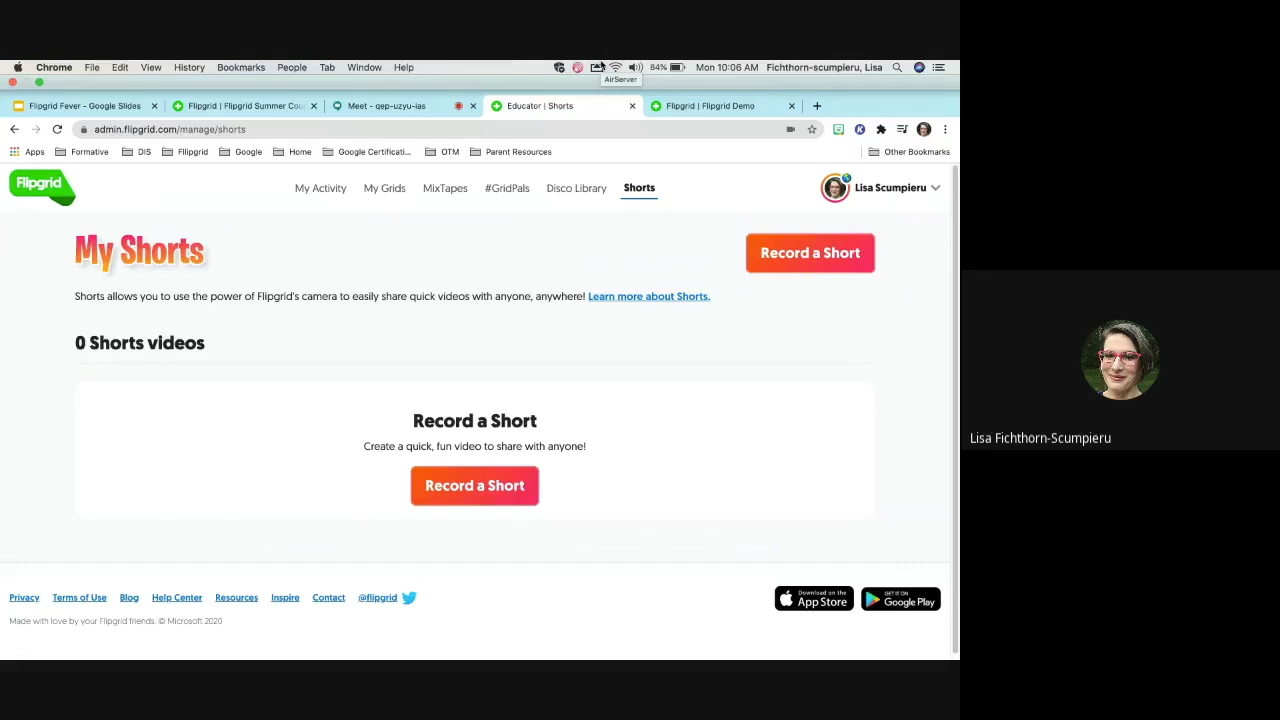 Chrome File Edit View History Bookmarks People Tab Window Help 84% Mon 10:06 AM Fichthorn-scumpieru, Lisa
AirServer
Flipgrid Fever - Google Slides Flipgrid | Flipgrid Summer Cou Meet - qep-uzyu-ias Educator | Shorts Flipgrid | Flipgrid Demo
admin.flipgrid.com/manage/shorts
Apps Formative DIS FIlipgrid Google Home Google Certificati... OTM Parent Resources Other Bookmarks
Flipgrid My Activity My Grids MixTapes #GridPals Disco Library Shorts Lisa Scumpieru
My Shorts Record a Short
Shorts allows you to use the power of Flipgrid's camera to easily share quick videos with anyone, anywhere! Learn more about Shorts.
0 Shorts videos
Record a Short
Create a quick, fun video to share with anyone!
Record a Short
Lisa Fichthorn-Scumpieru
Privacy Terms of Use Blog Help Center Resources Inspire Contact @flipgrid Download on the App Store GET IT ON Google Play
Made with love by your Flipgrid friends. © Microsoft 2020